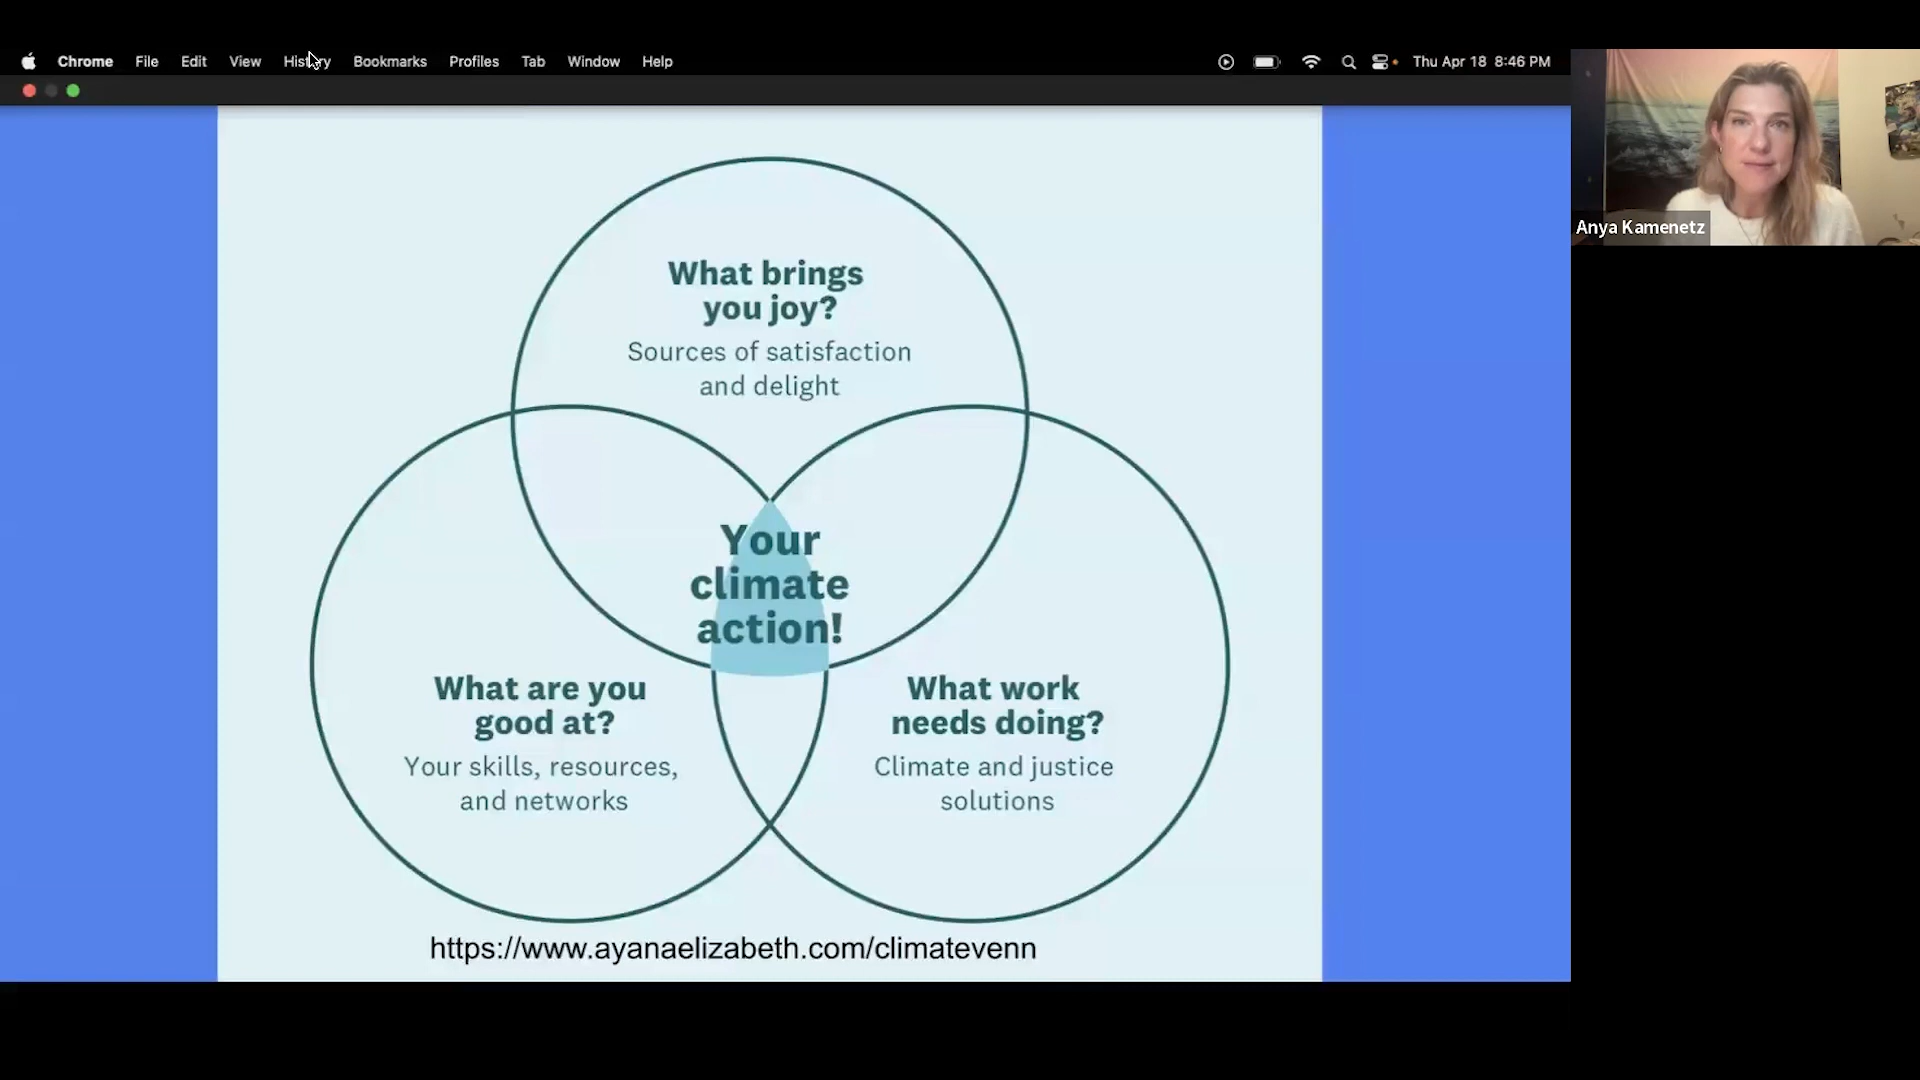 Chrome File Edit View History Bookmarks Profiles Tab Window Help Thu Apr 18 8:46 PM
Anya Kamenetz
What brings
you joy?
Sources of satisfaction
and delight
Your
climate
action!
What are you
good at?
Your skills, resources,
and networks
What work
needs doing?
Climate and justice
solutions
https://www.ayanaelizabeth.com/climatevenn